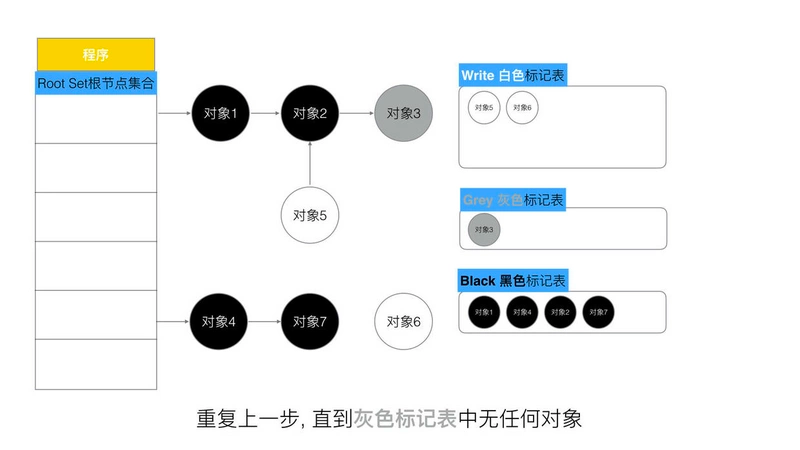 程序
Root Set根节点集合
对象1
对象2
对象3
对象5
对象4
对象7
对象6
Write 白色标记表
对象5
对象6
Grey 灰色标记表
对象3
Black 黑色标记表
对象1
对象4
对象2
对象7
重复上一步, 直到灰色标记表中无任何对象